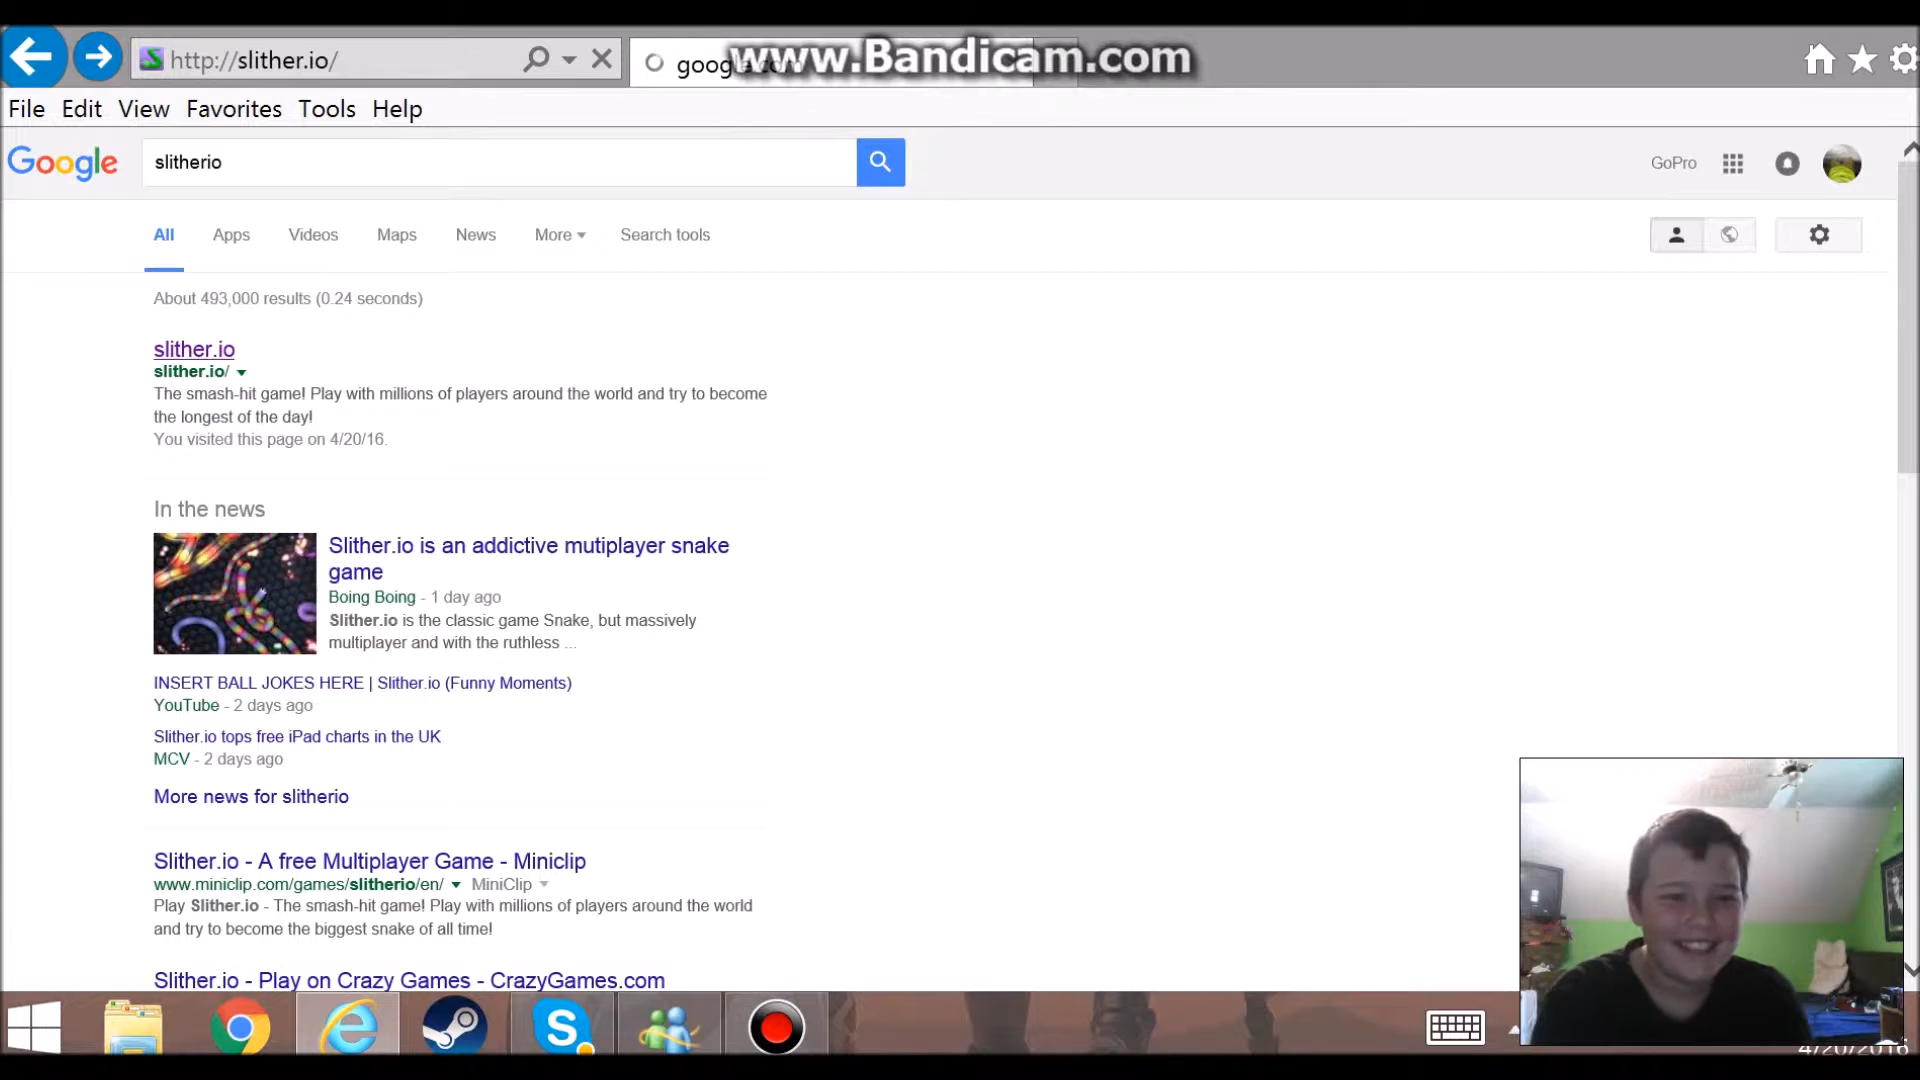 www.Bandicam.com
http://slither.io/
File Edit View Favorites Tools Help
Google
slitherio
GoPro
All Apps Videos Maps News More Search tools
About 493,000 results (0.24 seconds)
slither.io
slither.io/
The smash-hit game! Play with millions of players around the world and try to become
the longest of the day!
You visited this page on 4/20/16.
In the news
Slither.io is an addictive mutiplayer snake
game
Boing Boing - 1 day ago
Slither.io is the classic game Snake, but massively
multiplayer and with the ruthless ...
INSERT BALL JOKES HERE | Slither.io (Funny Moments)
YouTube - 2 days ago
Slither.io tops free iPad charts in the UK
MCV - 2 days ago
More news for slitherio
Slither.io - A free Multiplayer Game - Miniclip
www.miniclip.com/games/slitherio/en/ MiniClip
Play Slither.io - The smash-hit game! Play with millions of players around the world
and try to become the biggest snake of all time!
Slither.io - Play on Crazy Games - CrazyGames.com
4/20/2016